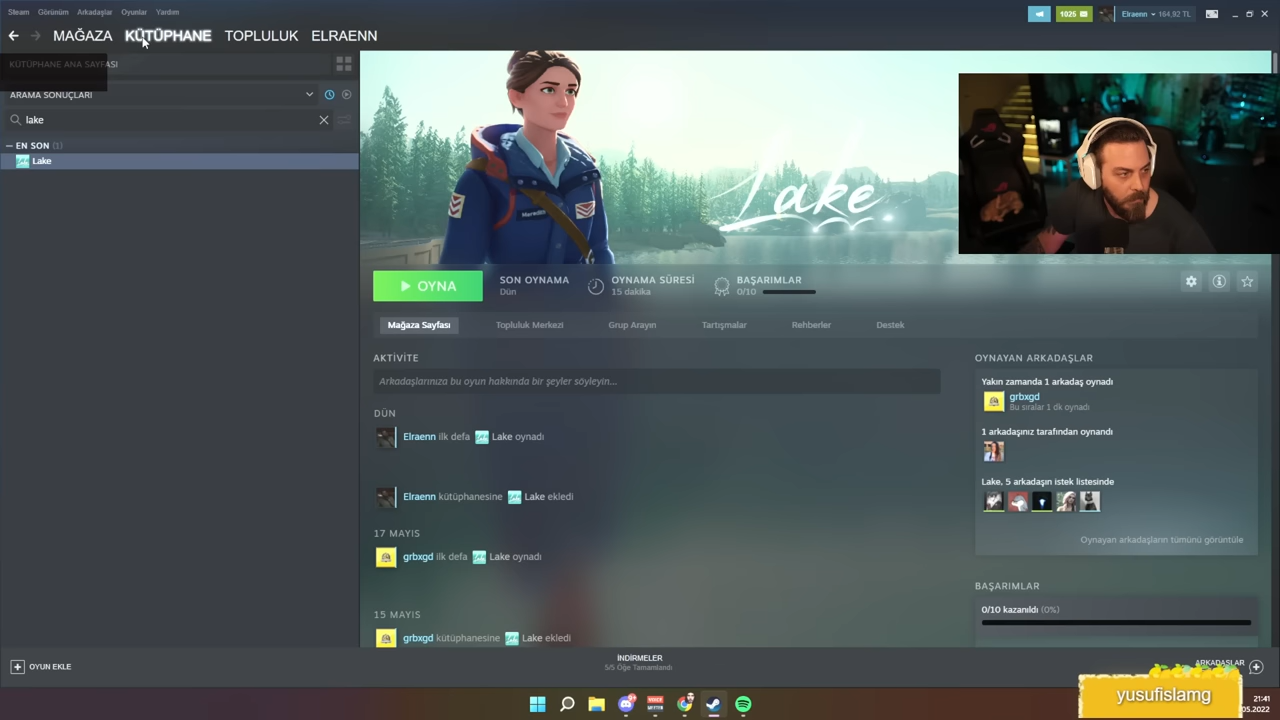 Steam Görünüm Arkadaşlar Oyunlar Yardım
1025 Elraenn 164,92 TL
MAĞAZA KÜTÜPHANE TOPLULUK ELRAENN
KÜTÜPHANE ANA SAYFASI
ARAMA SONUÇLARI
lake
EN SON (1)
Lake
Meredith
Lake
OYNA
SON OYNAMA
Dün
OYNAMA SÜRESİ
15 dakika
BAŞARIMLAR
0/10
Mağaza Sayfası Topluluk Merkezi Grup Arayın Tartışmalar Rehberler Destek
AKTİVİTE
Arkadaşlarınıza bu oyun hakkında bir şeyler söyleyin...
DÜN
Elraenn ilk defa Lake oynadı
Elraenn kütüphanesine Lake ekledi
17 MAYIS
grbxgd ilk defa Lake oynadı
15 MAYIS
grbxgd kütüphanesine Lake ekledi
OYNAYAN ARKADAŞLAR
Yakın zamanda 1 arkadaş oynadı
grbxgd
Bu sıralar 1 dk oynadı
1 arkadaşınız tarafından oynandı
Lake, 5 arkadaşın istek listesinde
Oynayan arkadaşların tümünü görüntüle
BAŞARIMLAR
0/10 kazanıldı (0%)
OYUN EKLE
İNDİRMELER
5/5 Öğe Tamamlandı
ARKADAŞLAR
yusufislamg
21:41
05.2022